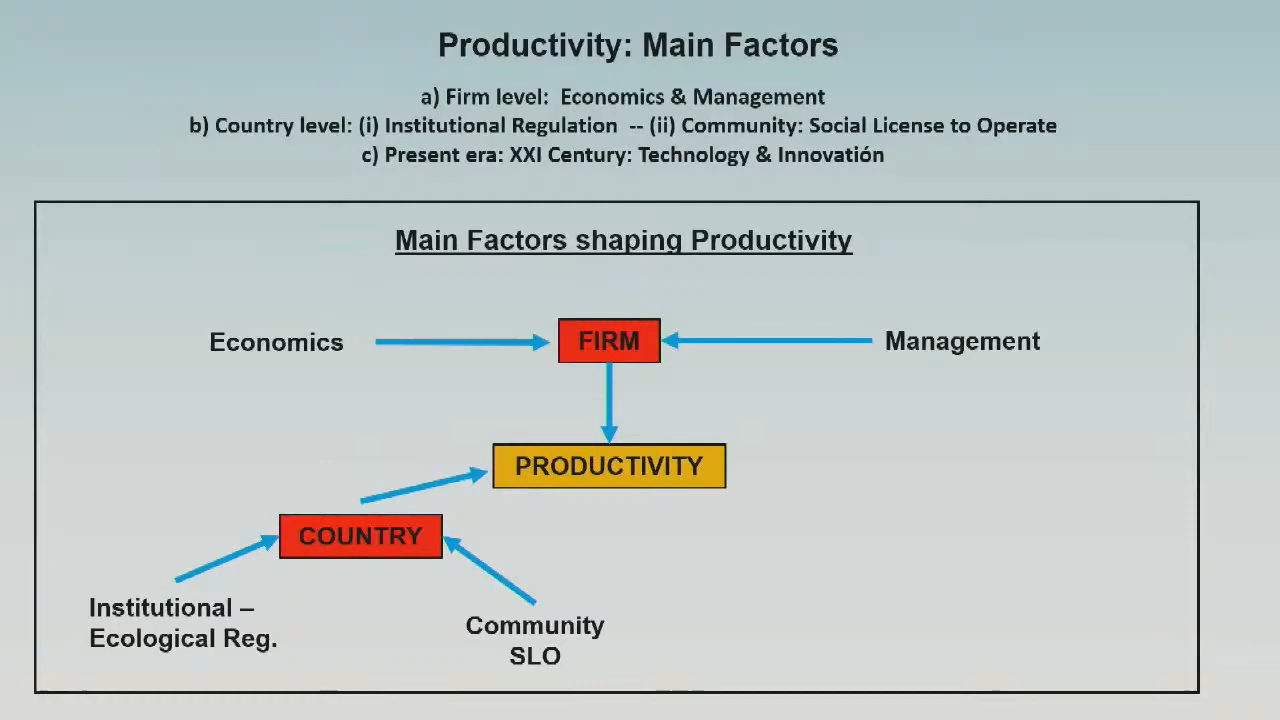 Productivity: Main Factors
a) Firm level: Economics & Management
b) Country level: (i) Institutional Regulation -- (ii) Community: Social License to Operate
c) Present era: XXI Century: Technology & Innovatión
Main Factors shaping Productivity
Economics
FIRM
Management
PRODUCTIVITY
COUNTRY
Institutional –
Ecological Reg.
Community
SLO